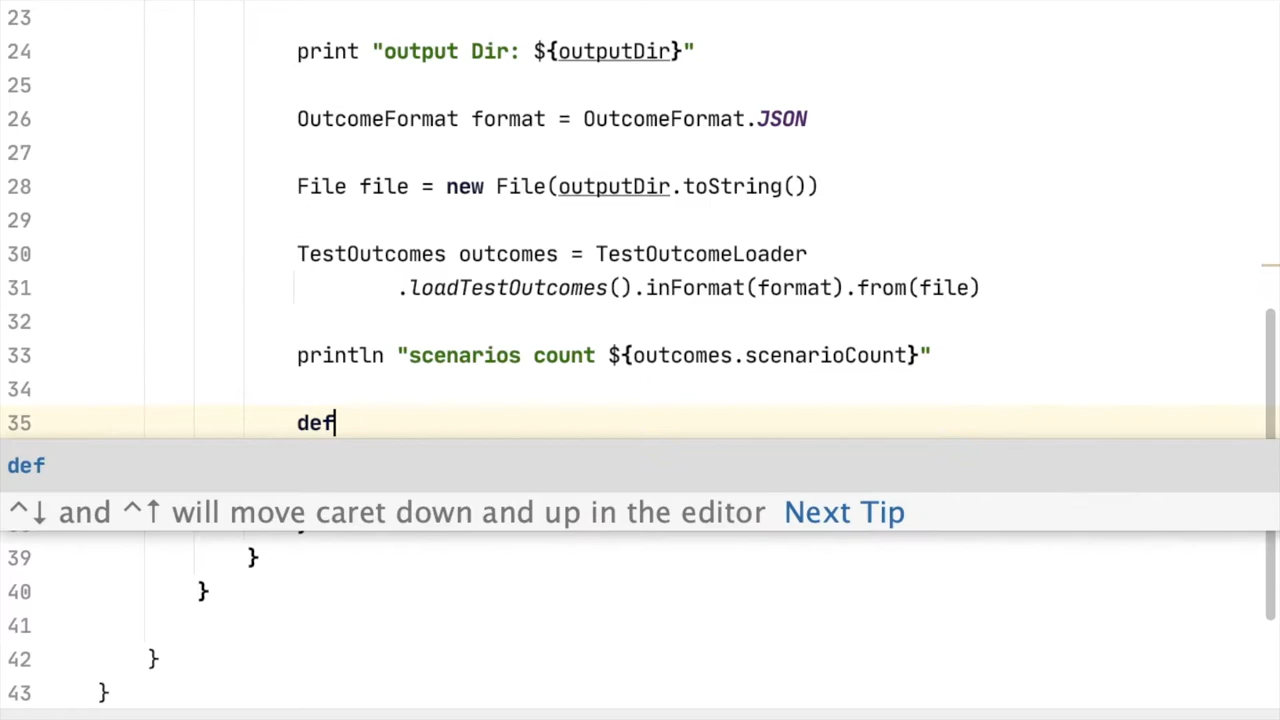 23
24 print "output Dir: ${outputDir}"
25
26 OutcomeFormat format = OutcomeFormat.JSON
27
28 File file = new File(outputDir.toString())
29
30 TestOutcomes outcomes = TestOutcomeLoader
31 .loadTestOutcomes().inFormat(format).from(file)
32
33 println "scenarios count ${outcomes.scenarioCount}"
34
35 def
def
^↓ and ^↑ will move caret down and up in the editor Next Tip
39 }
40 }
41
42 }
43 }